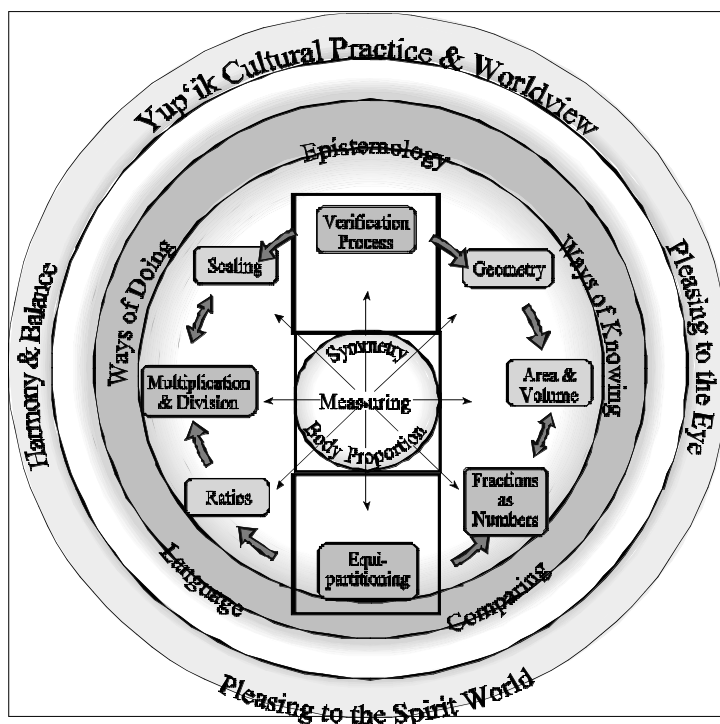 Yup'ik Cultural Practice & Worldview
Epistemology
Verification
Process
Scaling
Geometry
Ways of Doing
Ways of Knowing
Harmony & Balance
Pleasing to the Eye
Symmetry
Multiplication
& Division
Meas-uring
Area &
Volume
Body Proportion
Ratios
Fractions
as
Numbers
Equi-
partitioning
Language
Comparing
Pleasing to the Spirit World